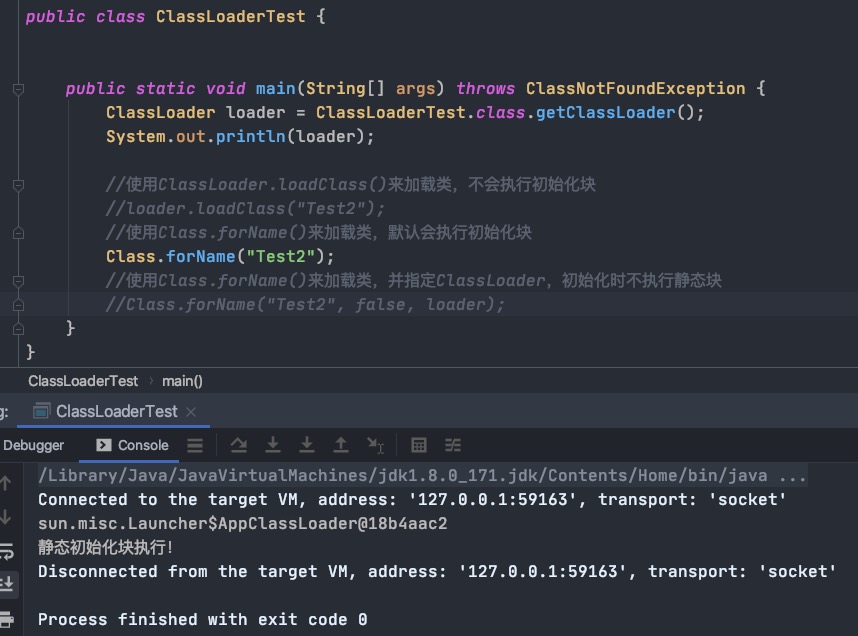 public class ClassLoaderTest {
public static void main(String[] args) throws ClassNotFoundException {
ClassLoader loader = ClassLoaderTest.class.getClassLoader();
System.out.println(loader);
//使用ClassLoader.loadClass()来加载类，不会执行初始化块
//loader.loadClass("Test2");
//使用Class.forName()来加载类，默认会执行初始化块
Class.forName("Test2");
//使用Class.forName()来加载类，并指定ClassLoader，初始化时不执行静态块
//Class.forName("Test2", false, loader);
}
}
ClassLoaderTest › main()
g: ClassLoaderTest ×
Debugger Console
/Library/Java/JavaVirtualMachines/jdk1.8.0_171.jdk/Contents/Home/bin/java ...
Connected to the target VM, address: '127.0.0.1:59163', transport: 'socket'
sun.misc.Launcher$AppClassLoader@18b4aac2
静态初始化块执行！
Disconnected from the target VM, address: '127.0.0.1:59163', transport: 'socket'
Process finished with exit code 0